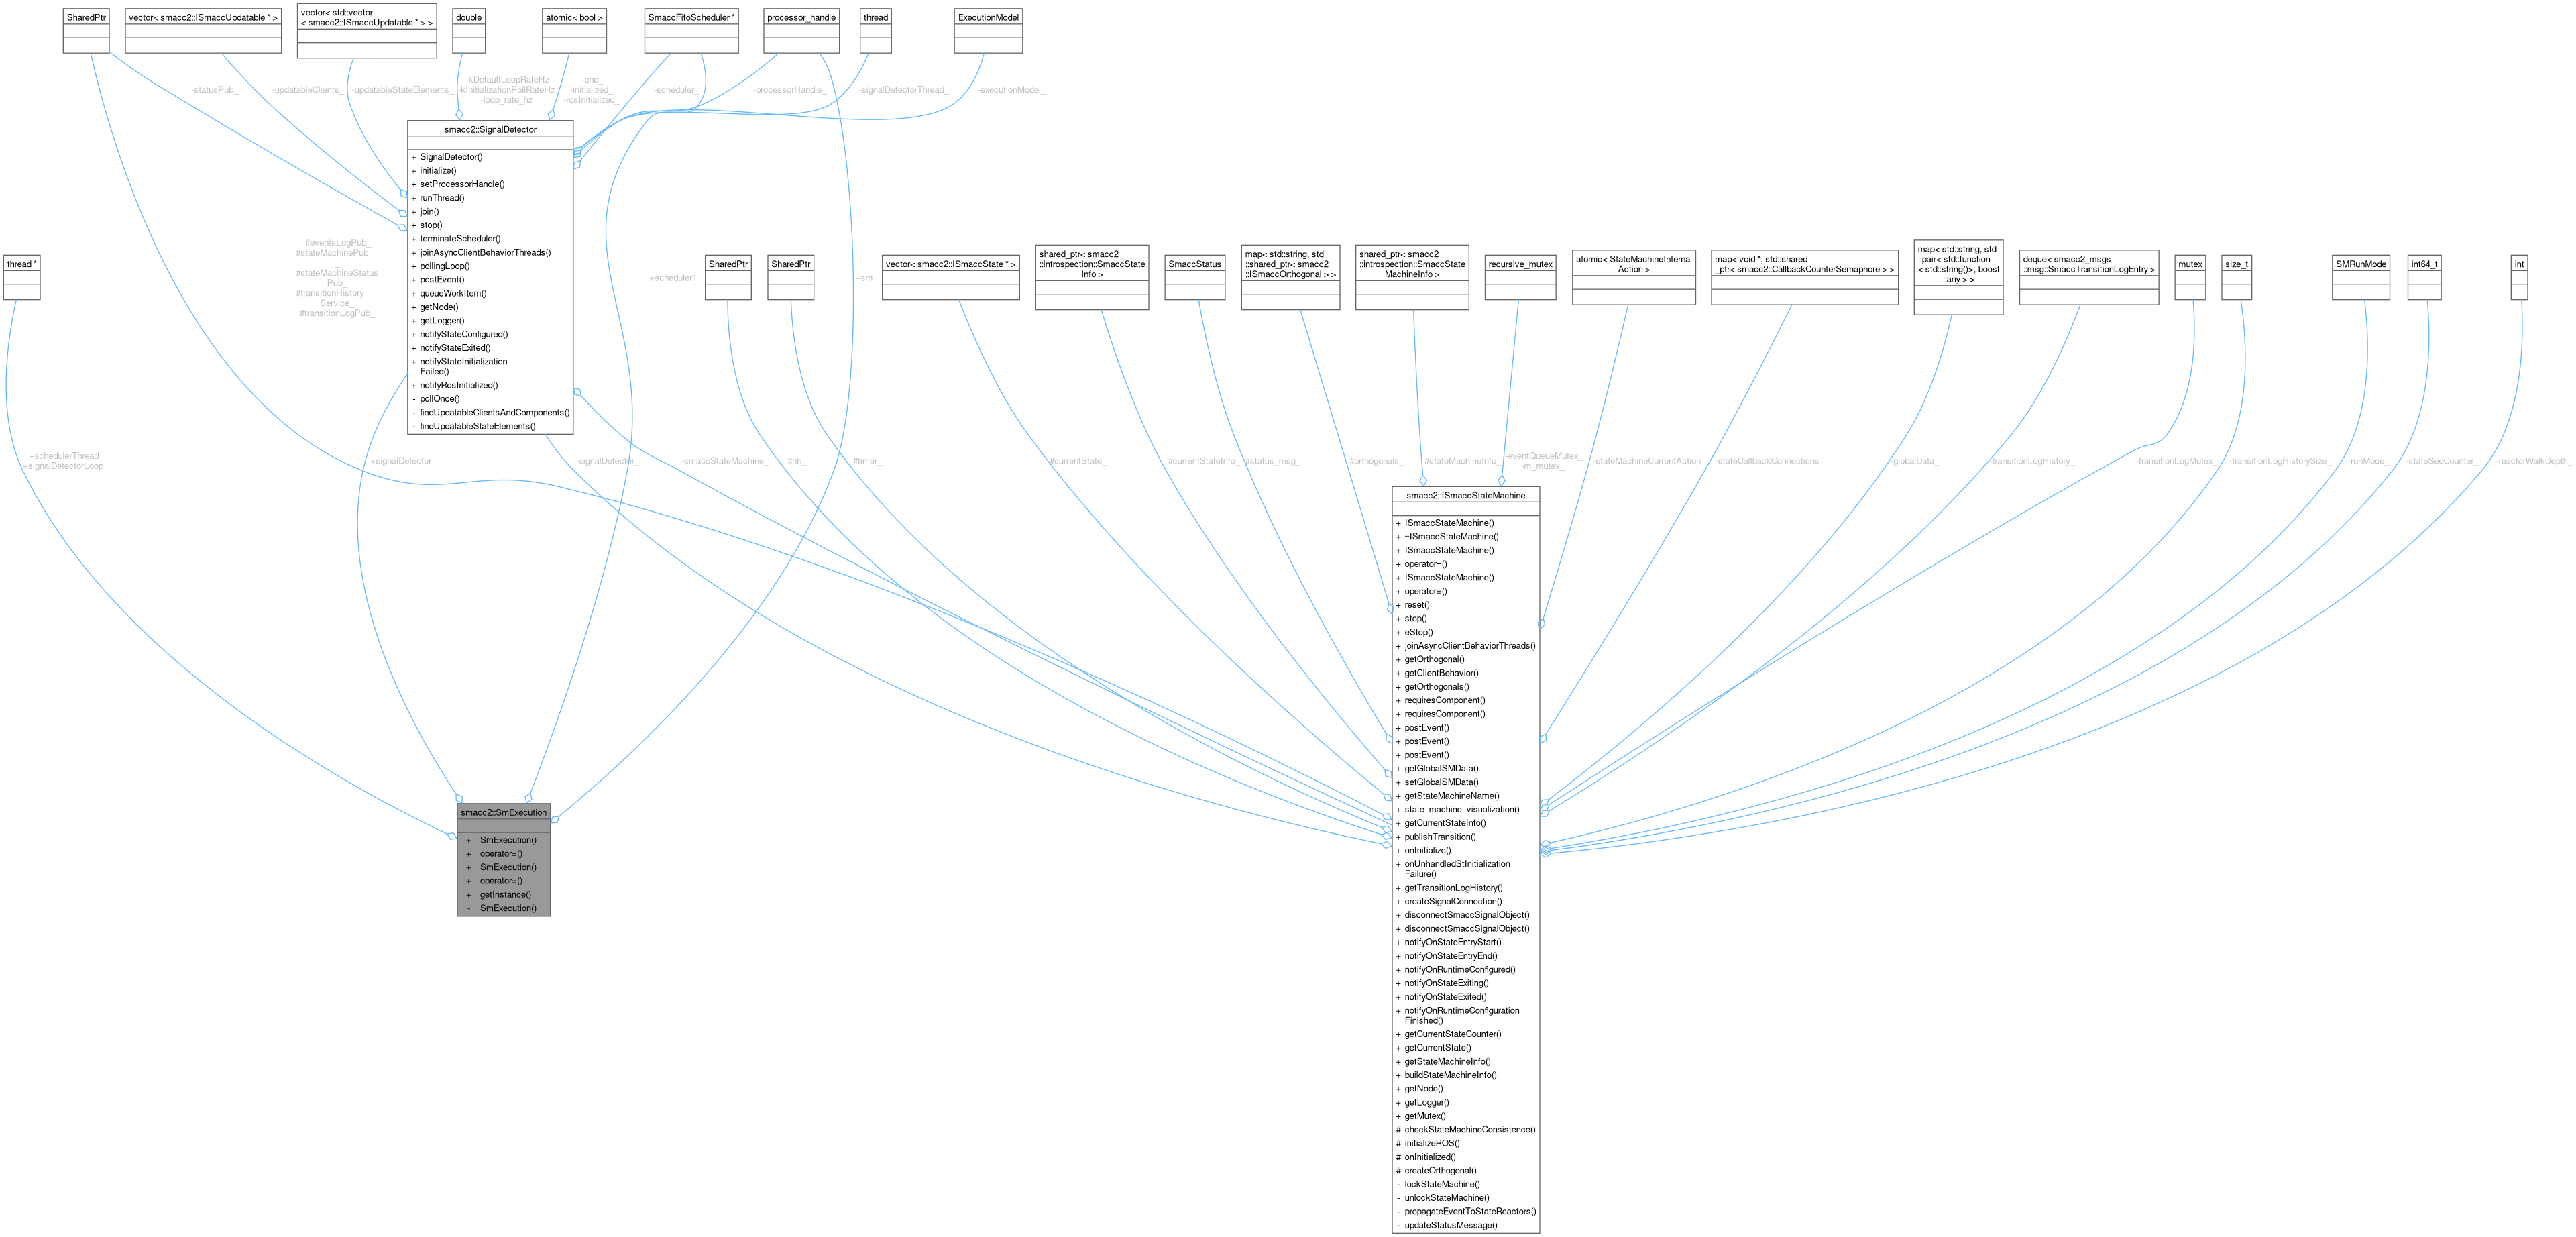 SharedPtr
vector< smacc2::ISmaccUpdatable * >
vector< std::vector
< smacc2::ISmaccUpdatable * > >
double
atomic< bool >
SmaccFifoScheduler *
processor_handle
thread
ExecutionModel
-statusPub_
-updatableClients_
-updatableStateElements_
-kDefaultLoopRateHz
-kInitializationPollRateHz
-loop_rate_hz
-end_
-initialized_
-rosInitialized_
-scheduler_
-processorHandle_
-signalDetectorThread_
-executionModel_
smacc2::SignalDetector
+ SignalDetector()
+ initialize()
+ setProcessorHandle()
+ runThread()
+ join()
+ stop()
+ terminateScheduler()
+ joinAsyncClientBehaviorThreads()
+ pollingLoop()
+ postEvent()
+ queueWorkItem()
+ getNode()
+ getLogger()
+ notifyStateConfigured()
+ notifyStateExited()
+ notifyStateInitialization
Failed()
+ notifyRosInitialized()
- pollOnce()
- findUpdatableClientsAndComponents()
- findUpdatableStateElements()
#eventsLogPub_
#stateMachinePub
_
#stateMachineStatus
Pub_
#transitionHistory
Service_
#transitionLogPub_
+scheduler1
+sm
thread *
SharedPtr
SharedPtr
vector< smacc2::ISmaccState * >
shared_ptr< smacc2
::introspection::SmaccState
Info >
SmaccStatus
map< std::string, std
::shared_ptr< smacc2
::ISmaccOrthogonal > >
shared_ptr< smacc2
::introspection::SmaccState
MachineInfo >
recursive_mutex
atomic< StateMachineInternal
Action >
map< void *, std::shared
_ptr< smacc2::CallbackCounterSemaphore > >
map< std::string, std
::pair< std::function
< std::string()>, boost
::any > >
deque< smacc2_msgs
::msg::SmaccTransitionLogEntry >
mutex
size_t
SMRunMode
int64_t
int
+schedulerThread
+signalDetectorLoop
+signalDetector
-signalDetector_
-smaccStateMachine_
#nh_
#timer_
#currentState_
#currentStateInfo_
#status_msg_
#orthogonals_
#stateMachineInfo_
-eventQueueMutex_
-m_mutex_
-stateMachineCurrentAction
-stateCallbackConnections
-globalData_
-transitionLogHistory_
-transitionLogMutex_
-transitionLogHistorySize_
-runMode_
-stateSeqCounter_
-reactorWalkDepth_
smacc2::ISmaccStateMachine
+ ISmaccStateMachine()
+ ~ISmaccStateMachine()
+ ISmaccStateMachine()
+ operator=()
+ ISmaccStateMachine()
+ operator=()
+ reset()
+ stop()
+ eStop()
+ joinAsyncClientBehaviorThreads()
+ getOrthogonal()
+ getClientBehavior()
+ getOrthogonals()
+ requiresComponent()
+ requiresComponent()
+ postEvent()
+ postEvent()
+ postEvent()
+ getGlobalSMData()
+ setGlobalSMData()
+ getStateMachineName()
+ state_machine_visualization()
+ getCurrentStateInfo()
+ publishTransition()
+ onInitialize()
+ onUnhandledStInitialization
Failure()
+ getTransitionLogHistory()
+ createSignalConnection()
+ disconnectSmaccSignalObject()
+ disconnectSmaccSignalObject()
+ notifyOnStateEntryStart()
+ notifyOnStateEntryEnd()
+ notifyOnRuntimeConfigured()
+ notifyOnStateExiting()
+ notifyOnStateExited()
+ notifyOnRuntimeConfiguration
Finished()
+ getCurrentStateCounter()
+ getCurrentState()
+ getStateMachineInfo()
+ buildStateMachineInfo()
+ getNode()
+ getLogger()
+ getMutex()
# checkStateMachineConsistence()
# initializeROS()
# onInitialized()
# createOrthogonal()
- lockStateMachine()
- unlockStateMachine()
- propagateEventToStateReactors()
- updateStatusMessage()
smacc2::SmExecution
+ SmExecution()
+ operator=()
+ SmExecution()
+ operator=()
+ getInstance()
- SmExecution()